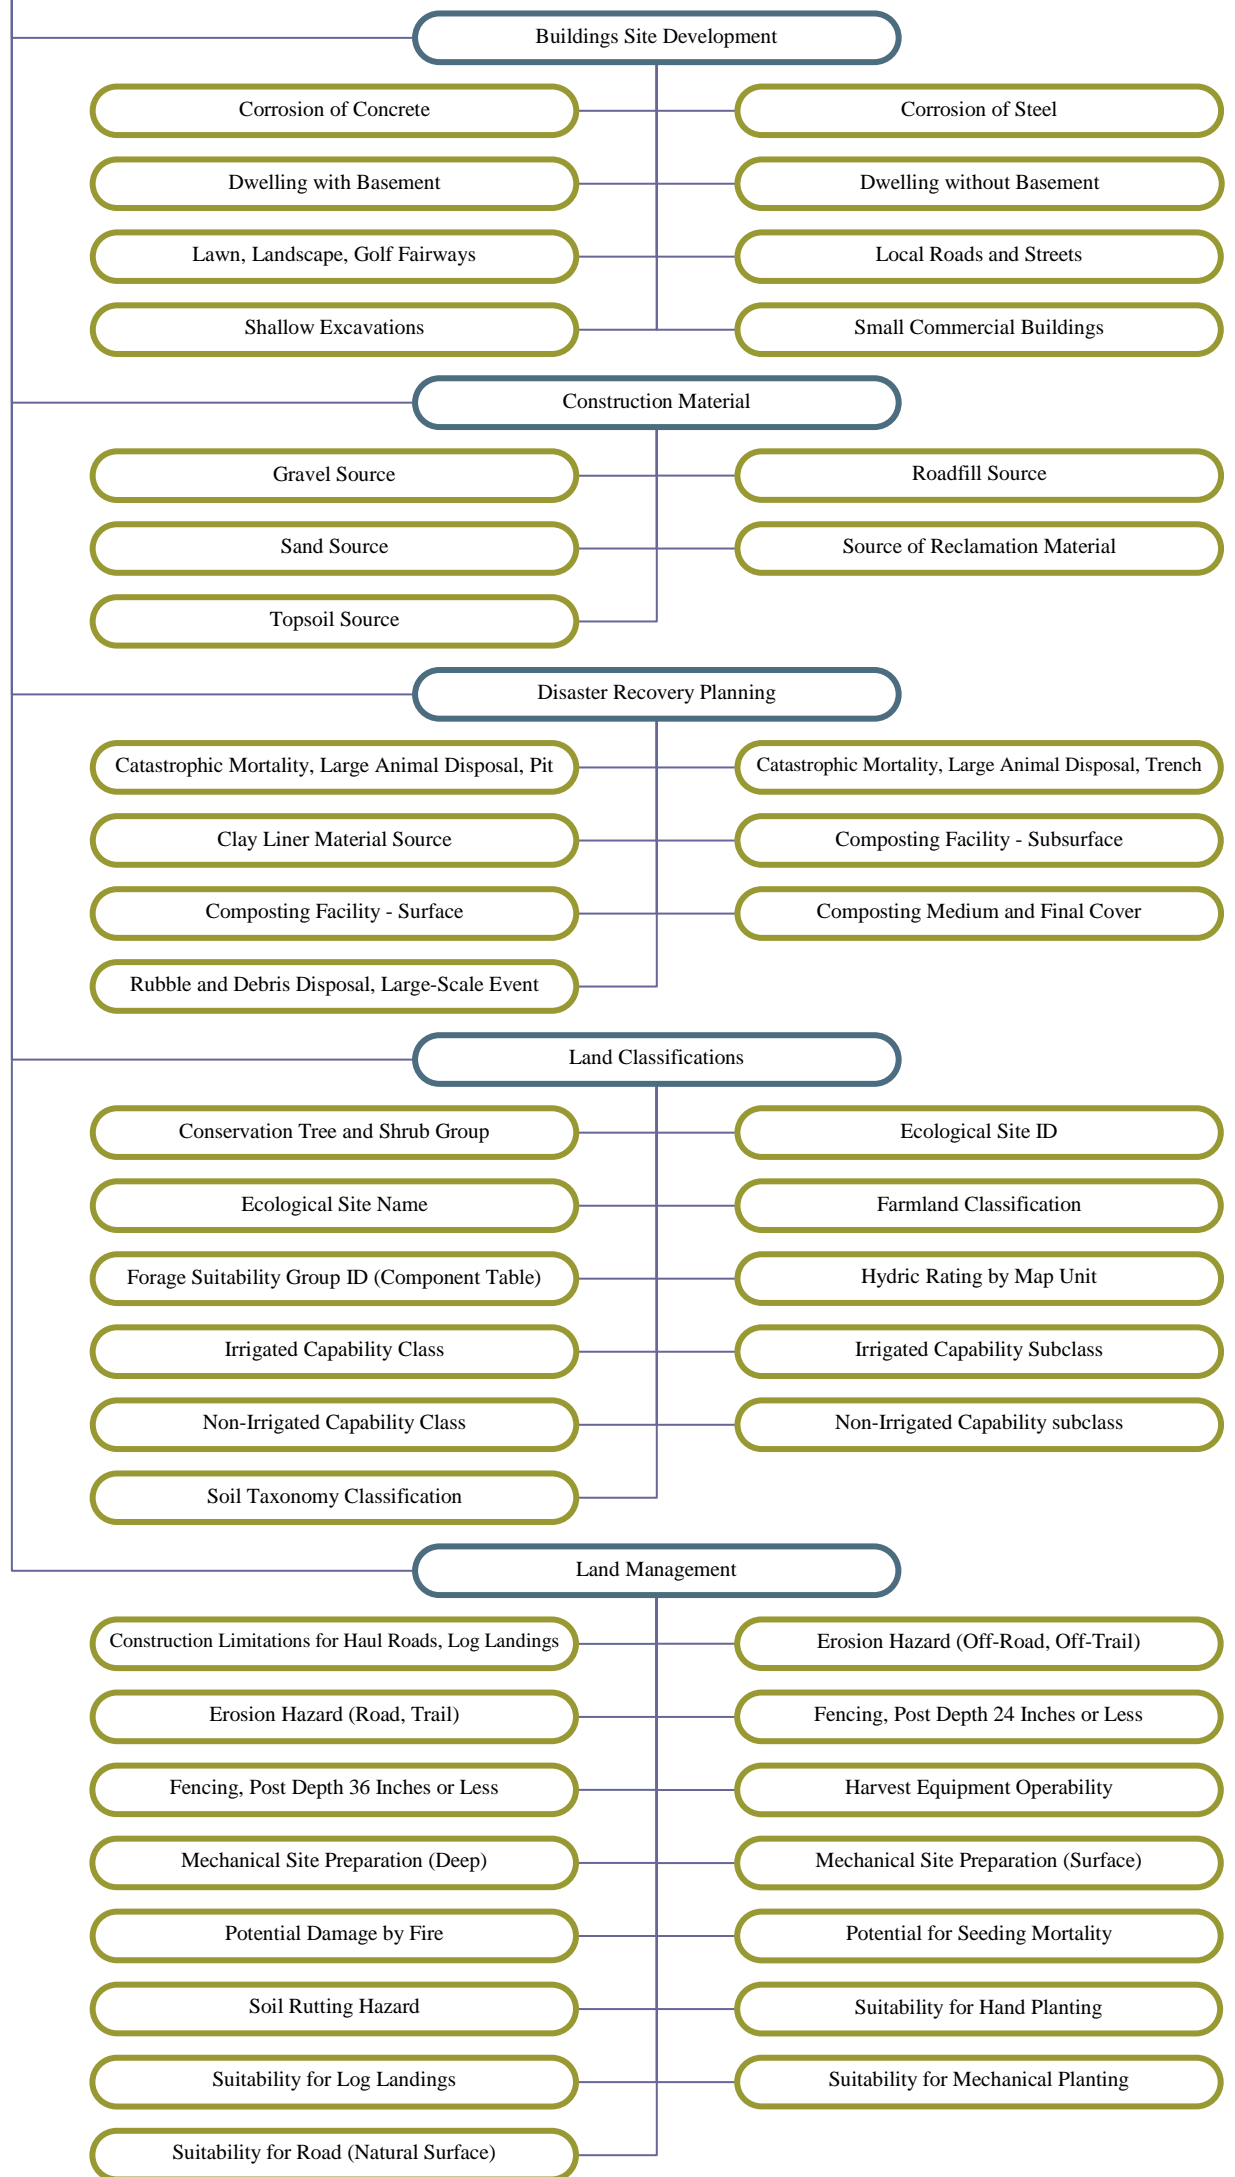 Buildings Site Development
Corrosion of Concrete
Corrosion of Steel
Dwelling with Basement
Dwelling without Basement
Lawn, Landscape, Golf Fairways
Local Roads and Streets
Shallow Excavations
Small Commercial Buildings
Construction Material
Gravel Source
Roadfill Source
Sand Source
Source of Reclamation Material
Topsoil Source
Disaster Recovery Planning
Catastrophic Mortality, Large Animal Disposal, Pit
Catastrophic Mortality, Large Animal Disposal, Trench
Clay Liner Material Source
Composting Facility - Subsurface
Composting Facility - Surface
Composting Medium and Final Cover
Rubble and Debris Disposal, Large-Scale Event
Land Classifications
Conservation Tree and Shrub Group
Ecological Site ID
Ecological Site Name
Farmland Classification
Forage Suitability Group ID (Component Table)
Hydric Rating by Map Unit
Irrigated Capability Class
Irrigated Capability Subclass
Non-Irrigated Capability Class
Non-Irrigated Capability subclass
Soil Taxonomy Classification
Land Management
Construction Limitations for Haul Roads, Log Landings
Erosion Hazard (Off-Road, Off-Trail)
Erosion Hazard (Road, Trail)
Fencing, Post Depth 24 Inches or Less
Fencing, Post Depth 36 Inches or Less
Harvest Equipment Operability
Mechanical Site Preparation (Deep)
Mechanical Site Preparation (Surface)
Potential Damage by Fire
Potential for Seeding Mortality
Soil Rutting Hazard
Suitability for Hand Planting
Suitability for Log Landings
Suitability for Mechanical Planting
Suitability for Road (Natural Surface)